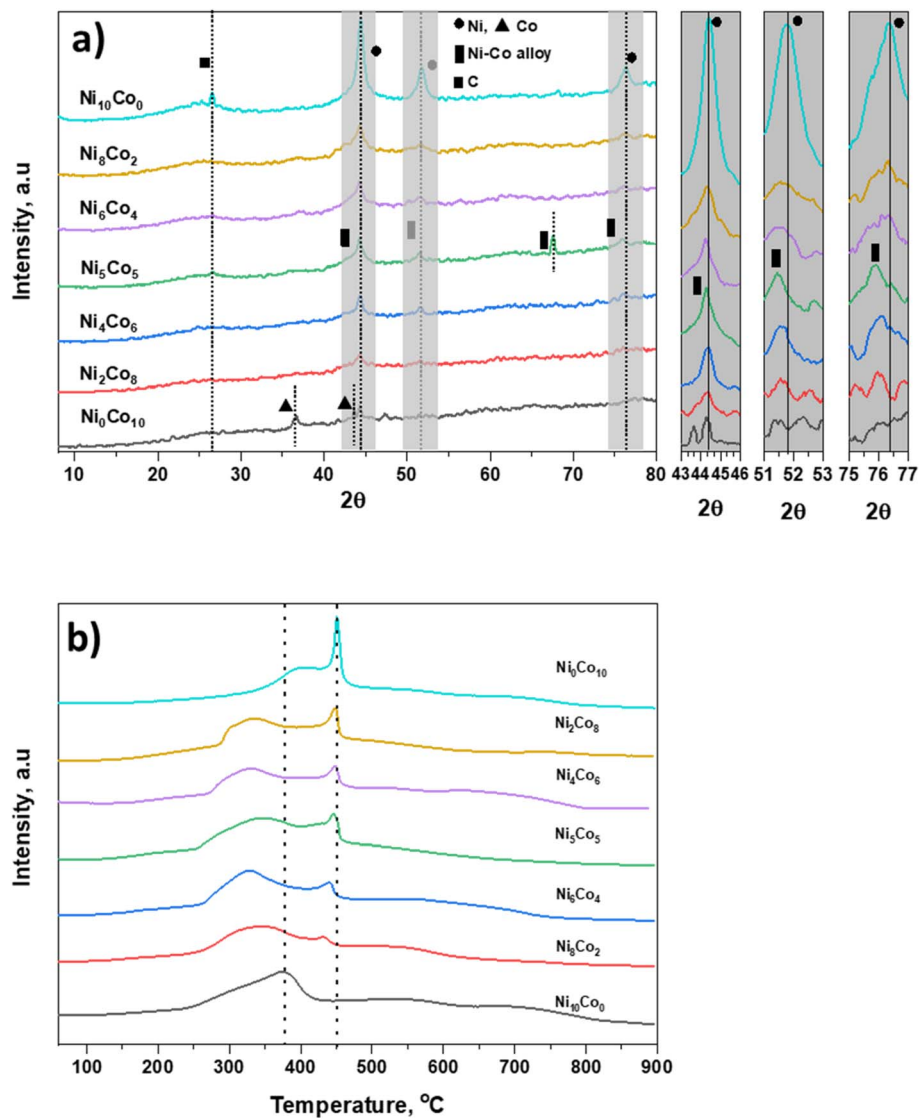 a)
● Ni, ▲ Co
Ni-Co alloy
C
Ni₁₀Co₀
Ni₈Co₂
Ni₆Co₄
Ni₅Co₅
Ni₄Co₆
Ni₂Co₈
Ni₀Co₁₀
Intensity, a.u
10 20 30 40 50 60 70 80
2θ
43 44 45 46
2θ
51 52 53
2θ
75 76 77
2θ
b)
Ni₀Co₁₀
Ni₂Co₈
Ni₄Co₆
Ni₅Co₅
Ni₆Co₄
Ni₈Co₂
Ni₁₀Co₀
Intensity, a.u
100 200 300 400 500 600 700 800 900
Temperature, °C